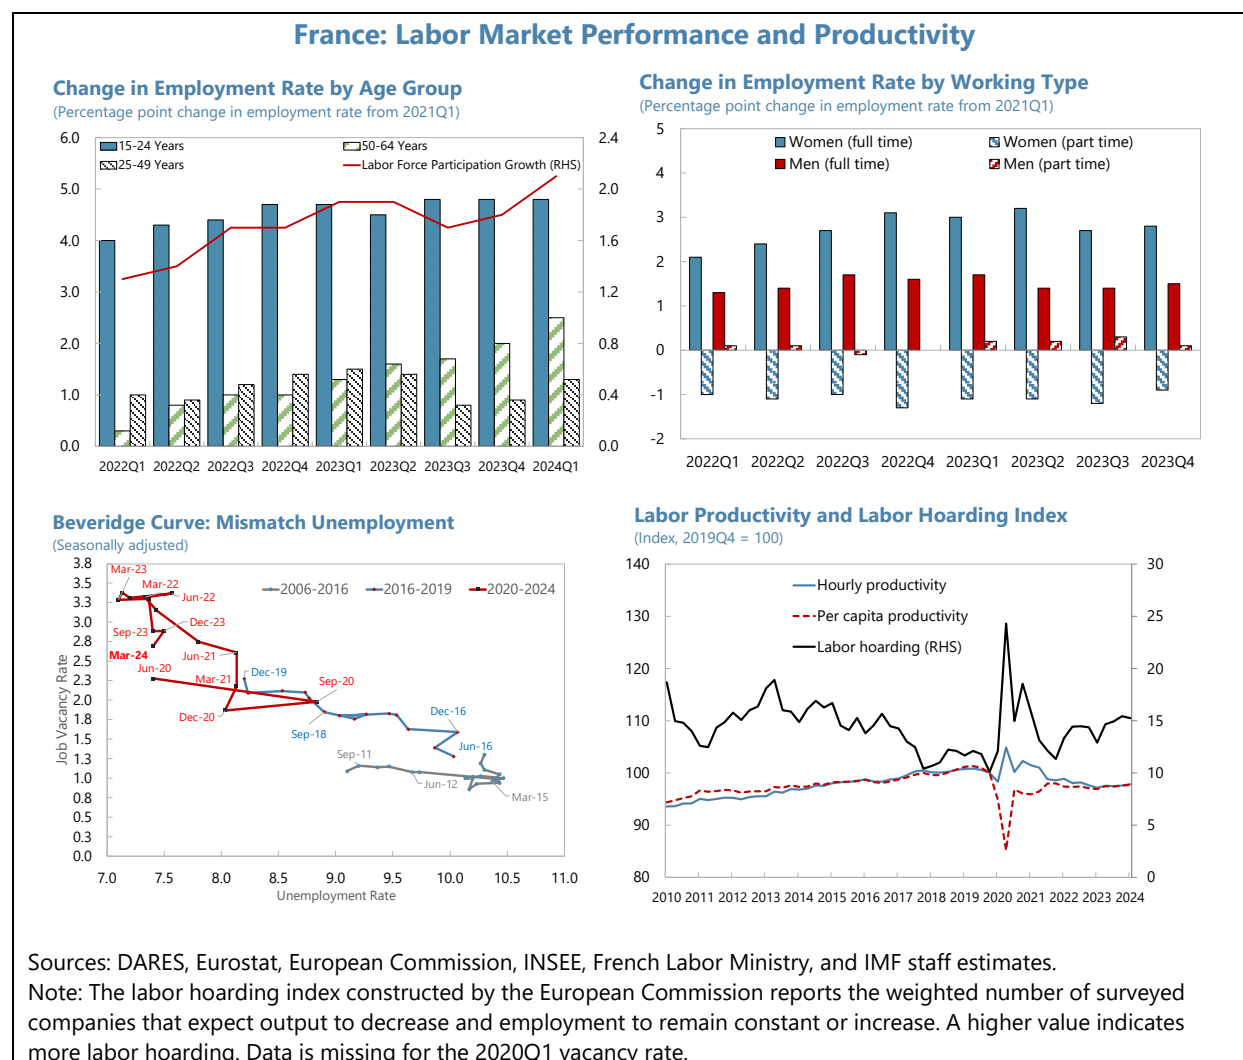 France: Labor Market Performance and Productivity
Change in Employment Rate by Age Group
(Percentage point change in employment rate from 2021Q1)
6.0
5.0
4.0
3.0
2.0
1.0
0.0
15-24 Years
50-64 Years
25-49 Years
Labor Force Participation Growth (RHS)
2.4
2.0
1.6
1.2
0.8
0.4
0.0
2022Q1 2022Q2 2022Q3 2022Q4 2023Q1 2023Q2 2023Q3 2023Q4 2024Q1
Change in Employment Rate by Working Type
(Percentage point change in employment rate from 2021Q1)
5
4
3
2
1
0
-1
-2
Women (full time)
Women (part time)
Men (full time)
Men (part time)
2022Q1 2022Q2 2022Q3 2022Q4 2023Q1 2023Q2 2023Q3 2023Q4
Beveridge Curve: Mismatch Unemployment
(Seasonally adjusted)
Job Vacancy Rate
3.8
3.5
3.3
3.0
2.8
2.5
2.3
2.0
1.8
1.5
1.3
1.0
0.8
0.5
0.3
0.0
2006-2016
2016-2019
2020-2024
Mar-23
Mar-22
Jun-22
Dec-23
Sep-23
Mar-24
Jun-21
Jun-20
Mar-21
Dec-19
Sep-20
Dec-20
Sep-18
Dec-16
Jun-16
Sep-11
Jun-12
Mar-15
7.0 7.5 8.0 8.5 9.0 9.5 10.0 10.5 11.0
Unemployment Rate
Labor Productivity and Labor Hoarding Index
(Index, 2019Q4 = 100)
140
130
120
110
100
90
80
Hourly productivity
Per capita productivity
Labor hoarding (RHS)
30
25
20
15
10
5
0
2010 2011 2012 2013 2014 2015 2016 2017 2018 2019 2020 2021 2022 2023 2024
Sources: DARES, Eurostat, European Commission, INSEE, French Labor Ministry, and IMF staff estimates.
Note: The labor hoarding index constructed by the European Commission reports the weighted number of surveyed
companies that expect output to decrease and employment to remain constant or increase. A higher value indicates
more labor hoarding. Data is missing for the 2020Q1 vacancy rate.